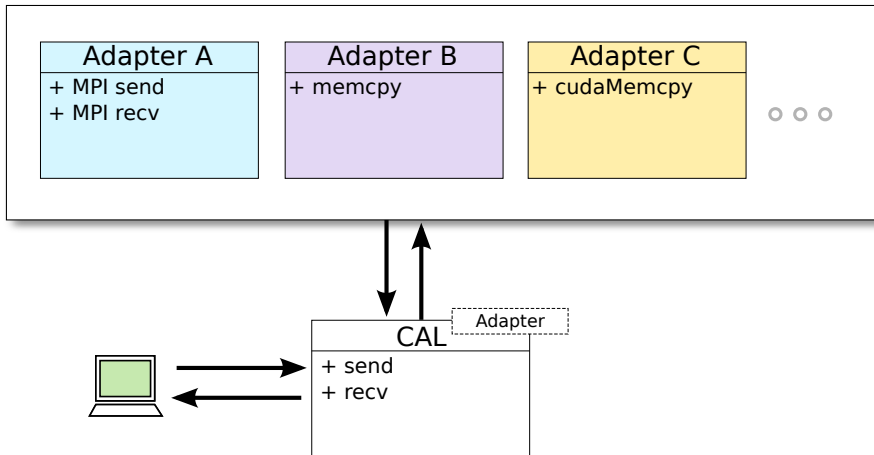 Adapter A
+ MPI send
+ MPI recv
Adapter B
+ memcpy
Adapter C
+ cudaMemcpy
Adapter
CAL
+ send
+ recv